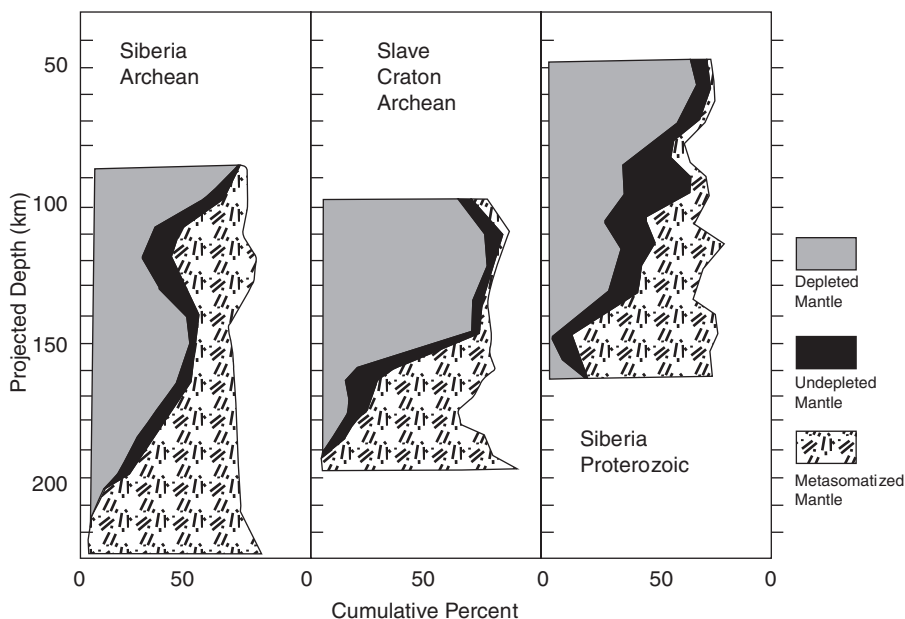 Siberia
Archean
Slave
Craton
Archean
Siberia
Proterozoic
50
100
150
200
Projected Depth (km)
0 50 0 50 0 50 0
Cumulative Percent
Depleted
Mantle
Undepleted
Mantle
Metasomatized
Mantle